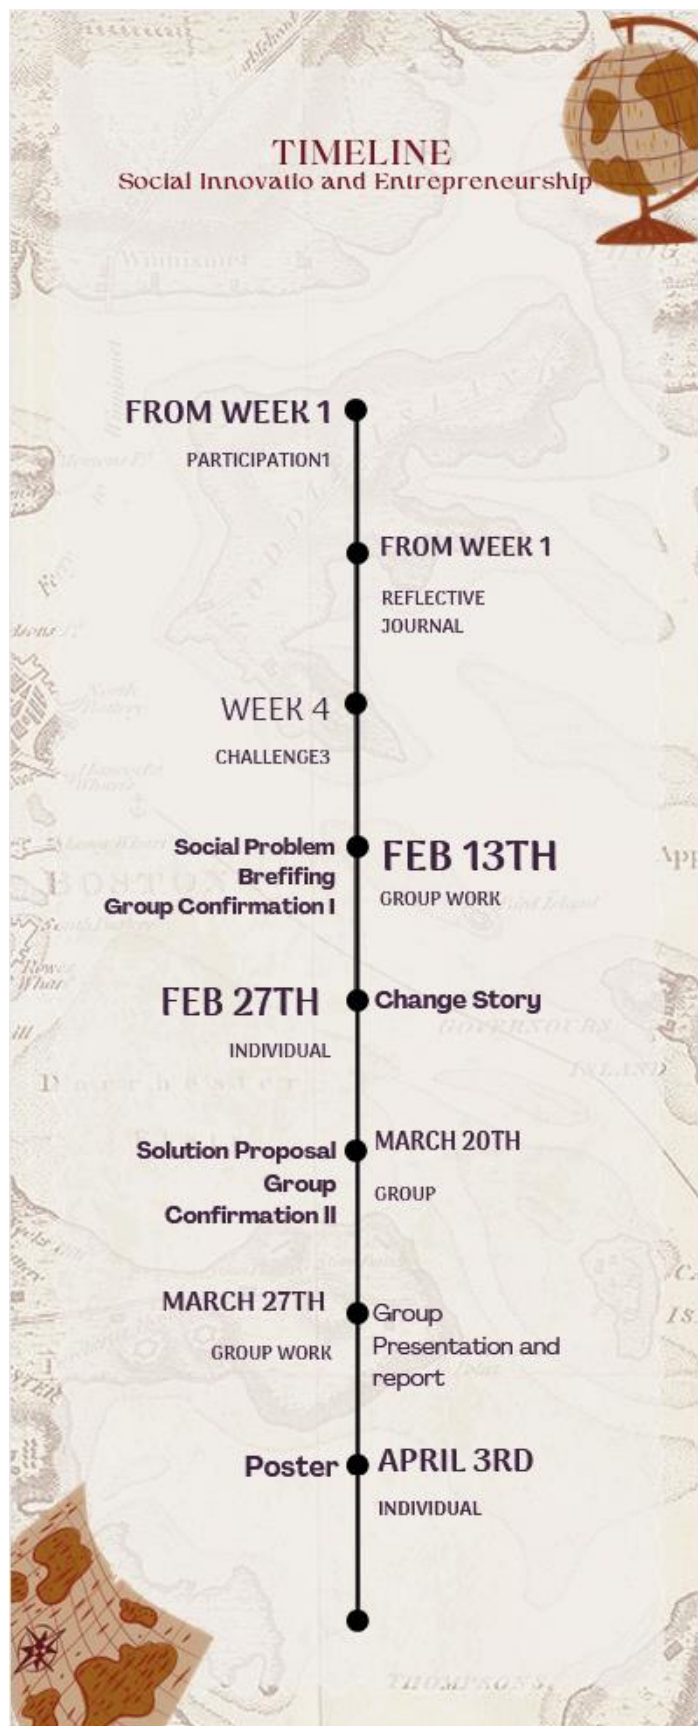 TIMELINE
Social Innovatio and Entrepreneurship
FROM WEEK 1
PARTICIPATION1
FROM WEEK 1
REFLECTIVE
JOURNAL
WEEK 4
CHALLENGE3
Social Problem
Brefifing
Group Confirmation I
FEB 13TH
GROUP WORK
FEB 27TH
INDIVIDUAL
Change Story
Solution Proposal
Group
Confirmation II
MARCH 20TH
GROUP
MARCH 27TH
GROUP WORK
Group
Presentation and
report
Poster
APRIL 3RD
INDIVIDUAL